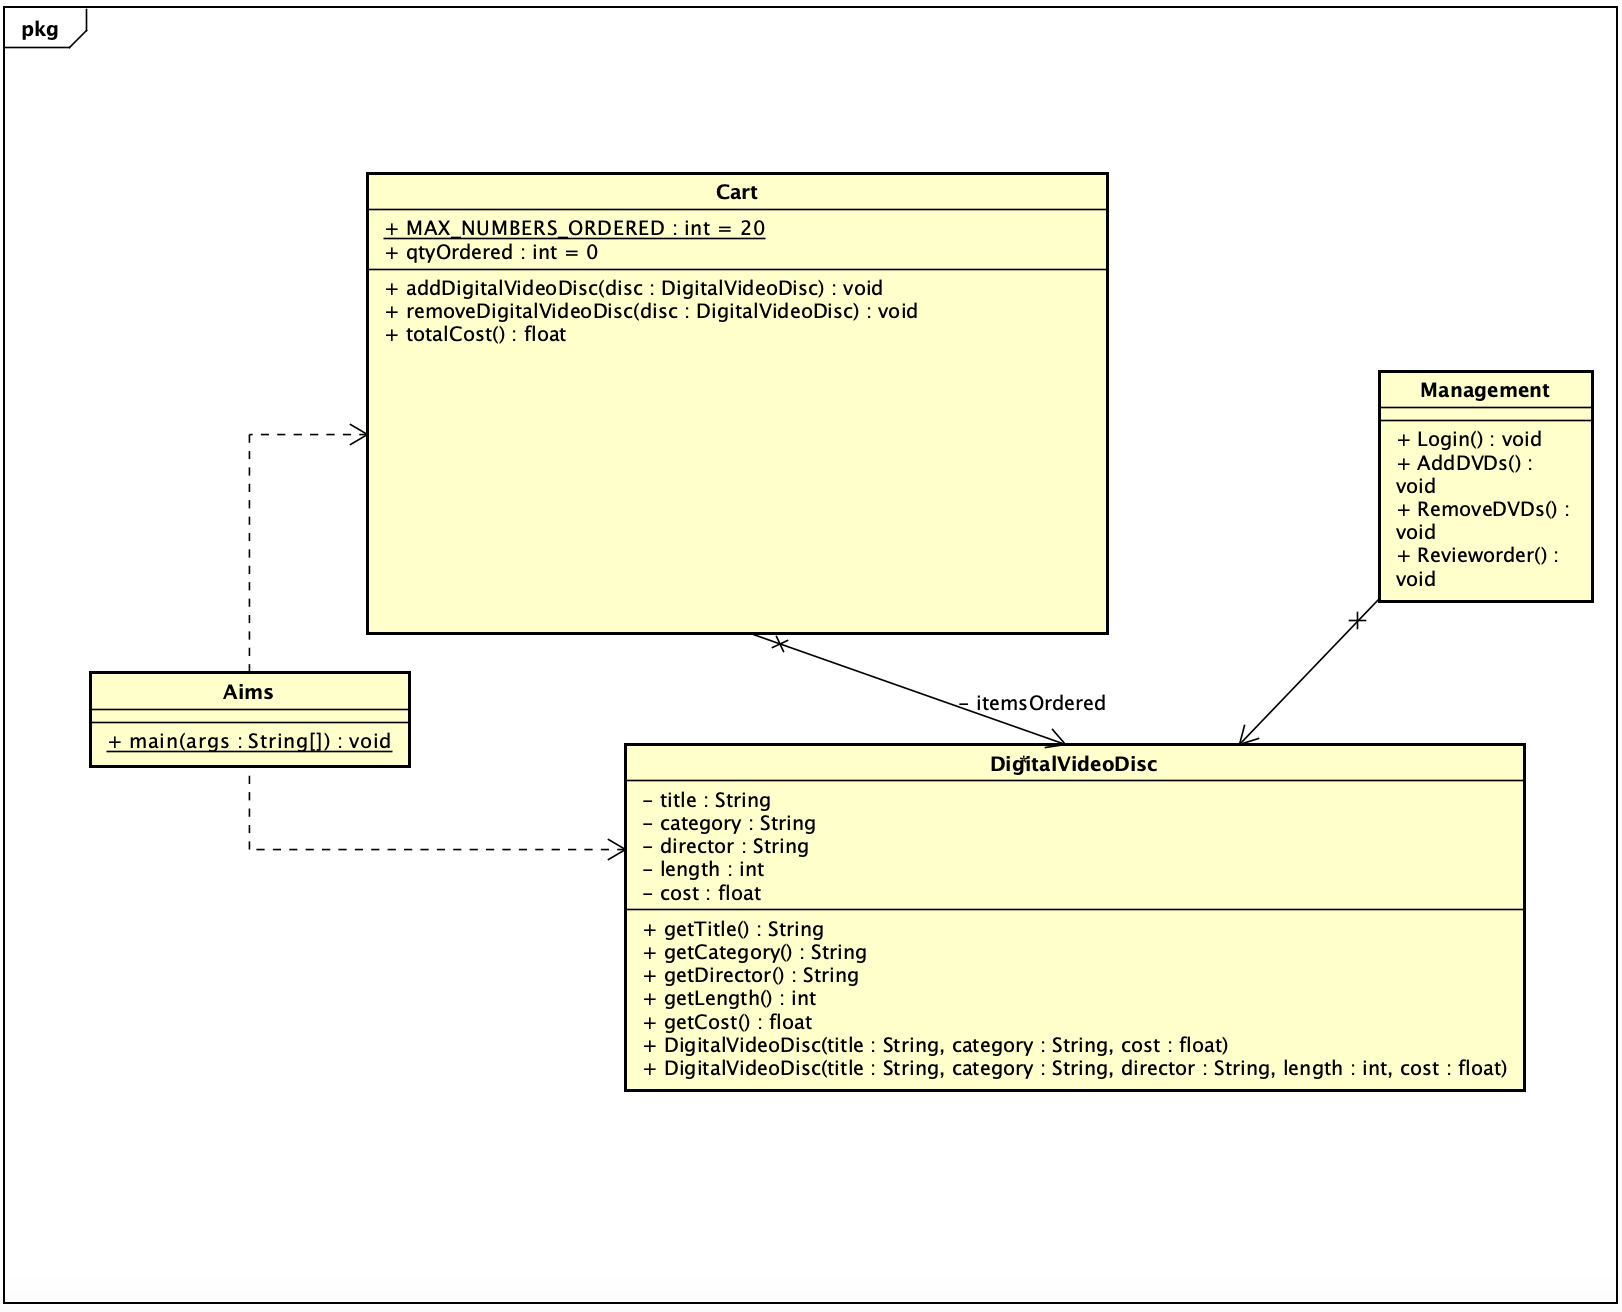 pkg
Cart
+ MAX_NUMBERS_ORDERED : int = 20
+ qtyOrdered : int = 0
+ addDigitalVideoDisc(disc : DigitalVideoDisc) : void
+ removeDigitalVideoDisc(disc : DigitalVideoDisc) : void
+ totalCost() : float
Management
+ Login() : void
+ AddDVDs() :
void
+ RemoveDVDs() :
void
+ Revieworder() :
void
Aims
+ main(args : String[]) : void
- itemsOrdered
*
DigitalVideoDisc
- title : String
- category : String
- director : String
- length : int
- cost : float
+ getTitle() : String
+ getCategory() : String
+ getDirector() : String
+ getLength() : int
+ getCost() : float
+ DigitalVideoDisc(title : String, category : String, cost : float)
+ DigitalVideoDisc(title : String, category : String, director : String, length : int, cost : float)